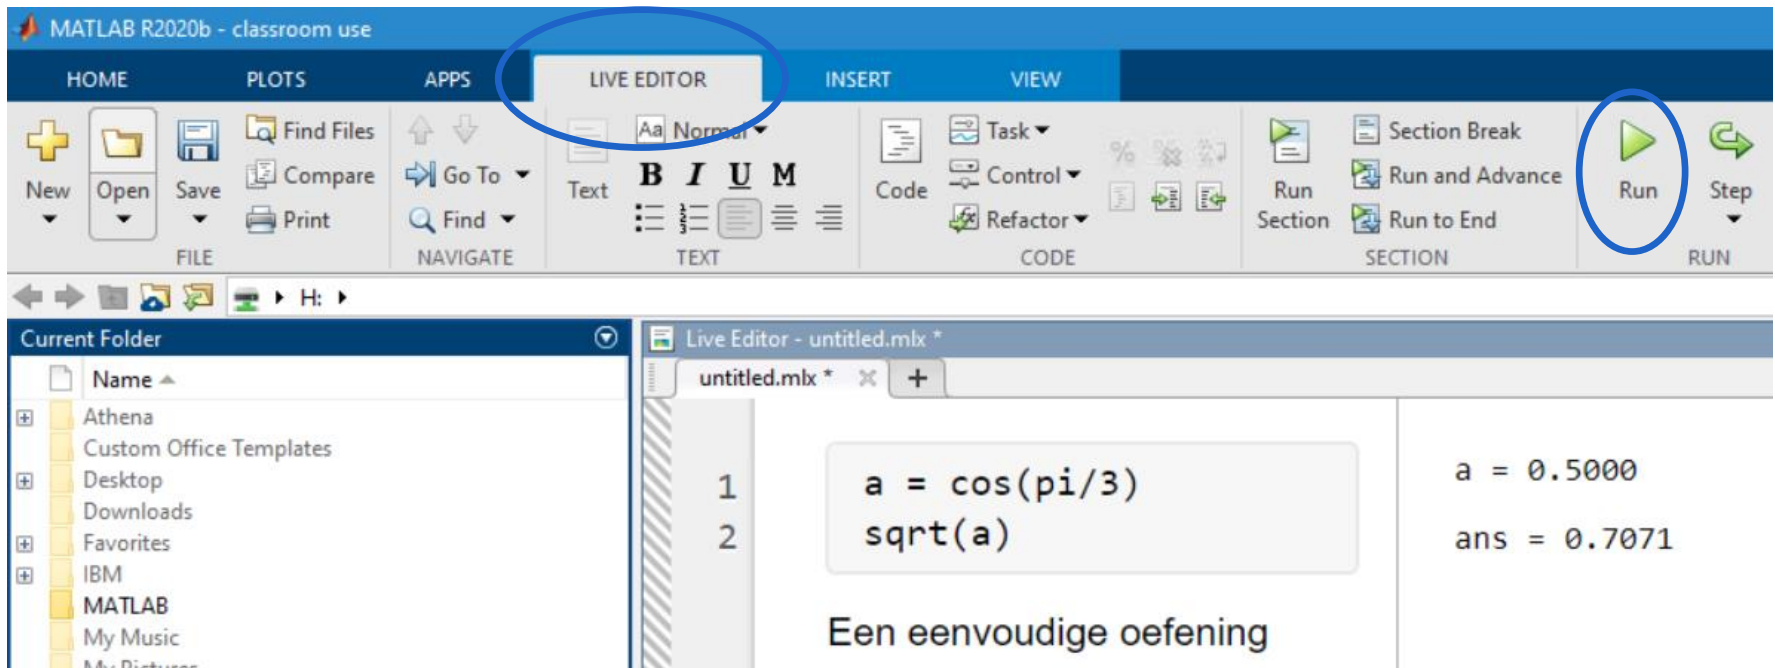 MATLAB R2020b - classroom use
HOME PLOTS APPS LIVE EDITOR INSERT VIEW
New
Open
Save
Find Files
Compare
Print
FILE
Go To
Find
NAVIGATE
Text
Aa Normal
B I U M
TEXT
Code
Task
Control
Refactor
CODE
Run
Section
Section Break
Run and Advance
Run to End
SECTION
Run
Step
RUN
H:
Current Folder
Name
Athena
Custom Office Templates
Desktop
Downloads
Favorites
IBM
MATLAB
My Music
My Pictures
Live Editor - untitled.mlx *
untitled.mlx *
1 a = cos(pi/3)
2 sqrt(a)
a = 0.5000
ans = 0.7071
Een eenvoudige oefening